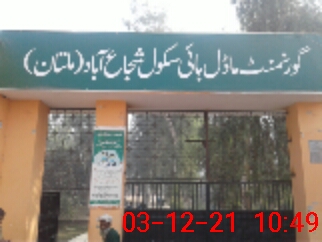 گورنمنٹ ماڈل ہائی سکول شجاع آباد (ملتان)
03-12-21 10:49